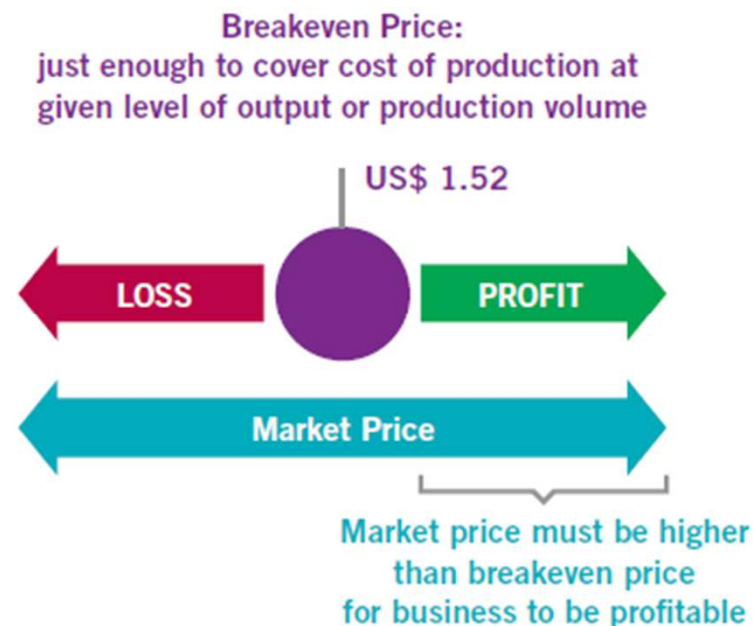 Breakeven Price:
just enough to cover cost of production at
given level of output or production volume
US$ 1.52
LOSS
PROFIT
Market Price
Market price must be higher
than breakeven price
for business to be profitable